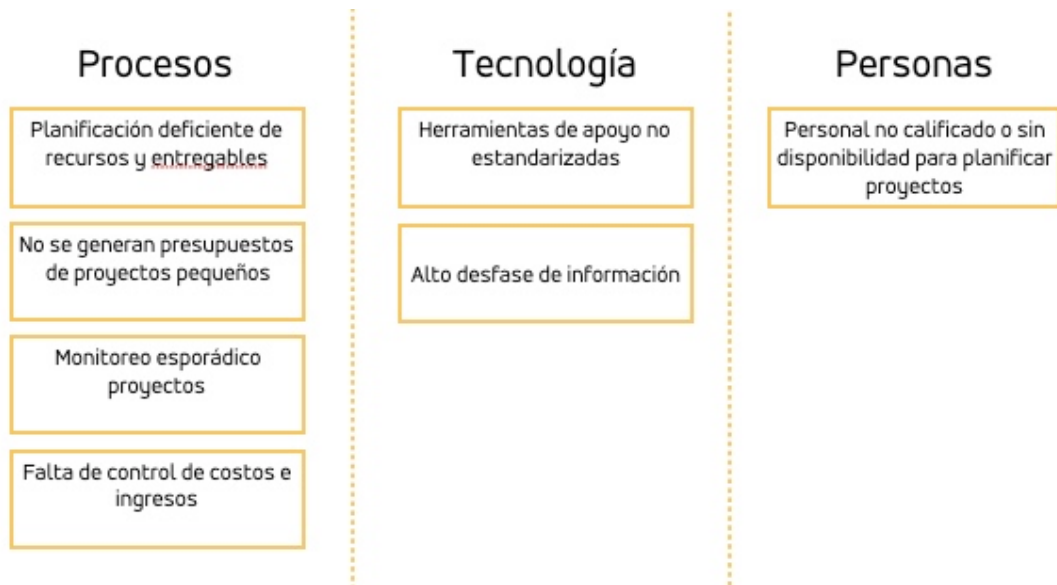 Procesos
Planificación deficiente de
recursos y entregables
No se generan presupuestos
de proyectos pequeños
Monitoreo esporádico
proyectos
Falta de control de costos e
ingresos
Tecnología
Herramientas de apoyo no
estandarizadas
Alto desfase de información
Personas
Personal no calificado o sin
disponibilidad para planificar
proyectos